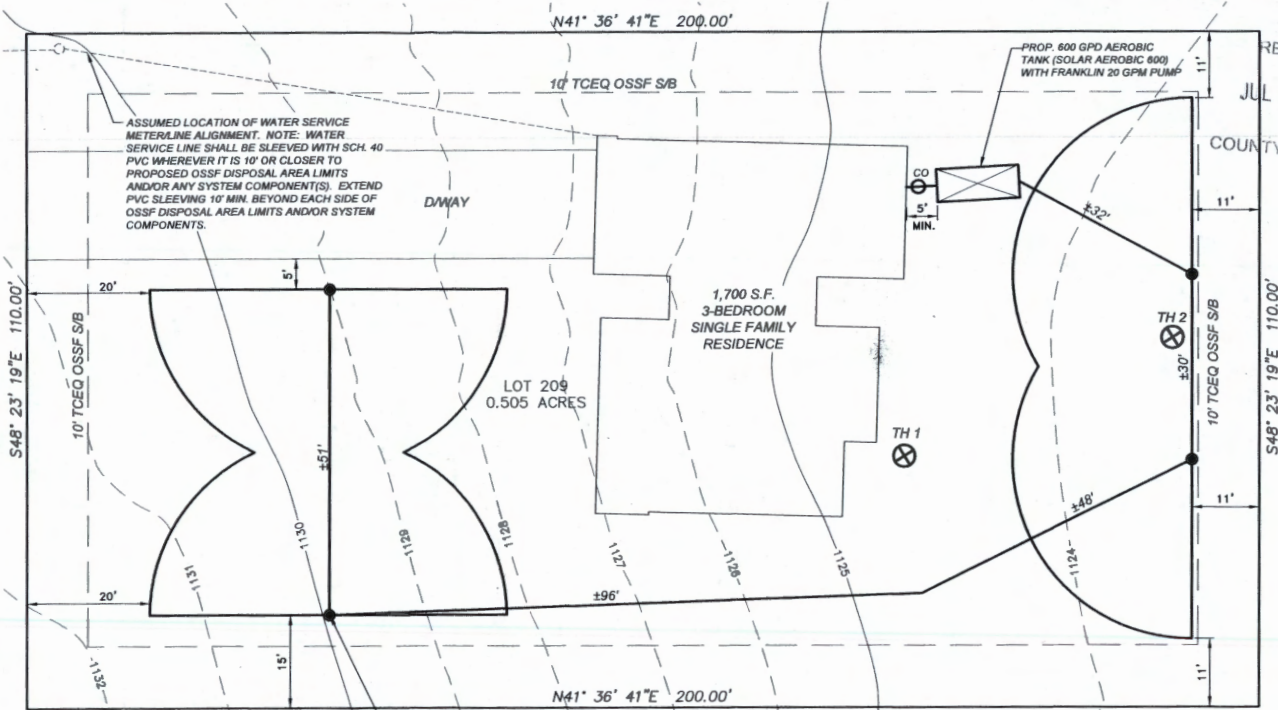 N41° 36' 41"E 200.00'
PROP. 600 GPD AEROBIC
TANK (SOLAR AEROBIC 600)
WITH FRANKLIN 20 GPM PUMP
11'
RE
JUL
COUNTY
10' TCEQ OSSF S/B
ASSUMED LOCATION OF WATER SERVICE
METER/LINE ALIGNMENT. NOTE: WATER
SERVICE LINE SHALL BE SLEEVED WITH SCH. 40
PVC WHEREVER IT IS 10' OR CLOSER TO
PROPOSED OSSF DISPOSAL AREA LIMITS
AND/OR ANY SYSTEM COMPONENT(S). EXTEND
PVC SLEEVING 10' MIN. BEYOND EACH SIDE OF
OSSF DISPOSAL AREA LIMITS AND/OR SYSTEM
COMPONENTS.
D/WAY
CO
5'
MIN.
±32'
11'
5'
20'
S48° 23' 19"E 110.00'
10' TCEQ OSSF S/B
1,700 S.F.
3-BEDROOM
SINGLE FAMILY
RESIDENCE
TH 2
±30'
10' TCEQ OSSF S/B
S48° 23' 19"E 110.00'
LOT 209
0.505 ACRES
TH 1
±51'
±48'
11'
1130
1129
1128
1127
1126
1125
1124
1131
20'
±96'
1132
15'
11'
N41° 36' 41"E 200.00'